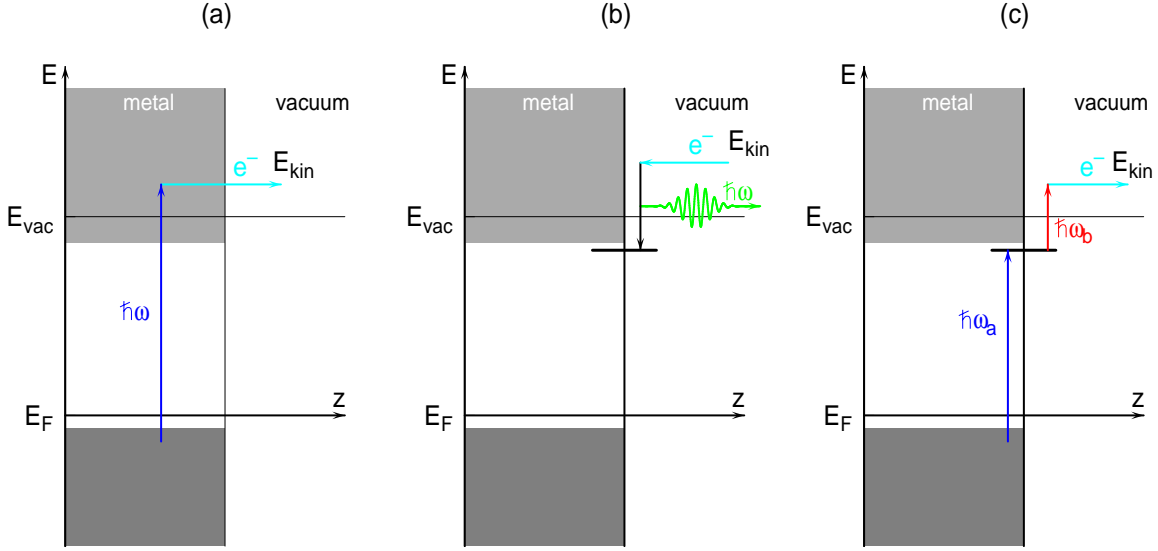 (a)
(b)
(c)
E
metal
vacuum
e⁻
E_kin
E_vac
ħω
E_F
z
E
metal
vacuum
e⁻
E_kin
ħω
E_vac
E_F
z
E
metal
vacuum
e⁻
E_kin
E_vac
ħω_b
ħω_a
E_F
z